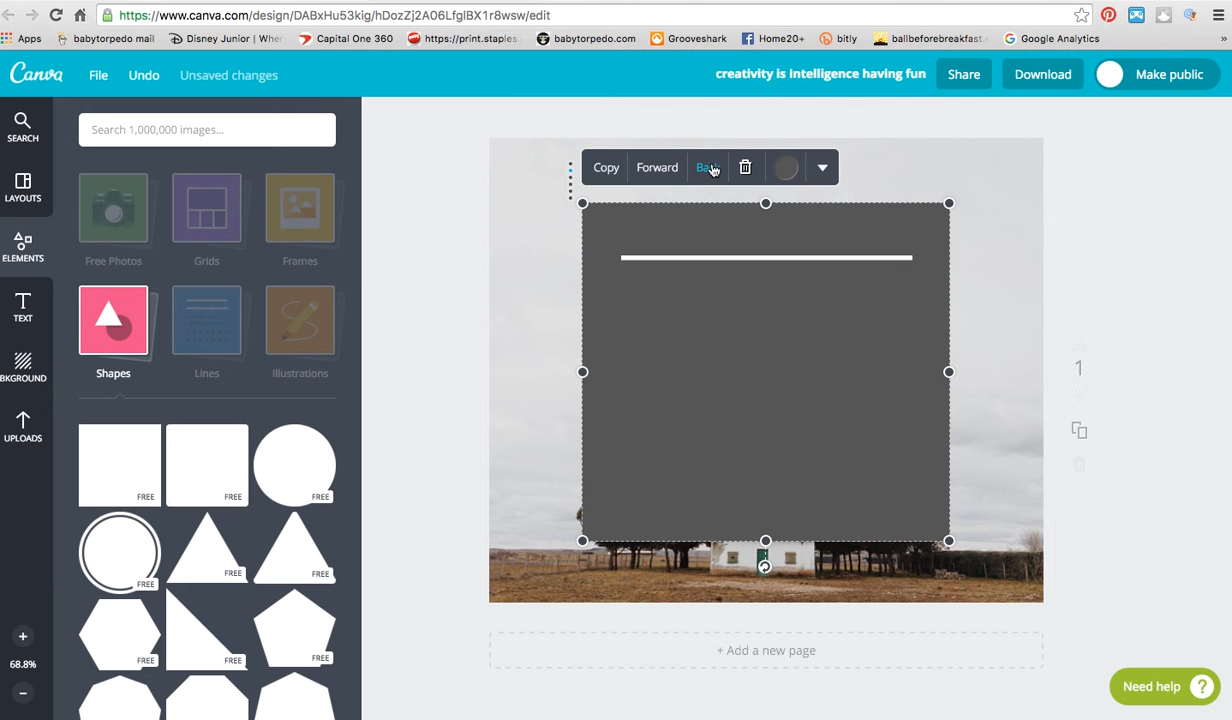 https://www.canva.com/design/DABxHu53kig/hDozZj2AO6LfglBX1r8wsw/edit
Apps babytorpedo mail Disney Junior | Wher Capital One 360 https://print.staples. babytorpedo.com Grooveshark Home20+ bitly ballbeforebreakfast. Google Analytics »
Canva File Undo Unsaved changes creativity is Intelligence having fun Share Download Make public
SEARCH
LAYOUTS
ELEMENTS
TEXT
BKGROUND
UPLOADS
+
68.8%
−
Search 1,000,000 images...
Free Photos Grids Frames
Shapes Lines Illustrations
FREE FREE FREE
FREE FREE FREE
FREE FREE FREE
Copy Forward
1
+ Add a new page
Need help ?